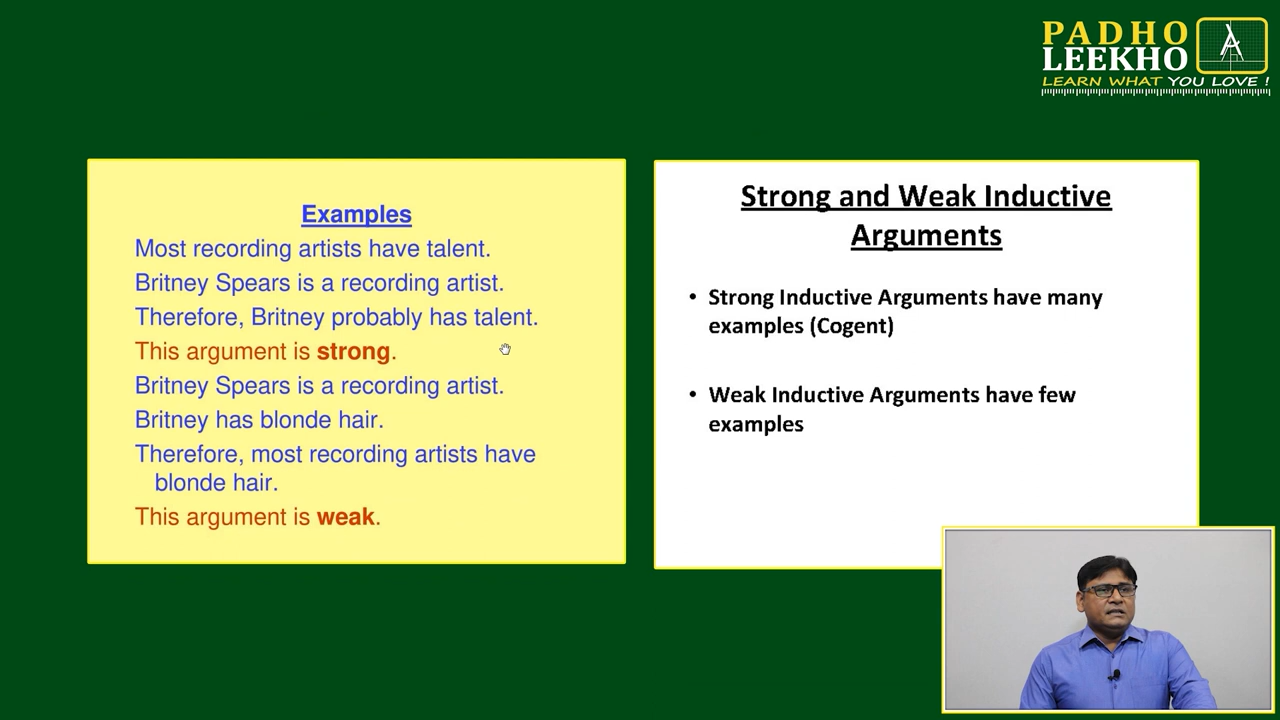 PADHO
LEEKHO
LEARN WHAT YOU LOVE !
Examples
Most recording artists have talent.
Britney Spears is a recording artist.
Therefore, Britney probably has talent.
This argument is strong.
Britney Spears is a recording artist.
Britney has blonde hair.
Therefore, most recording artists have
blonde hair.
This argument is weak.
Strong and Weak Inductive
Arguments
• Strong Inductive Arguments have many
examples (Cogent)
• Weak Inductive Arguments have few
examples